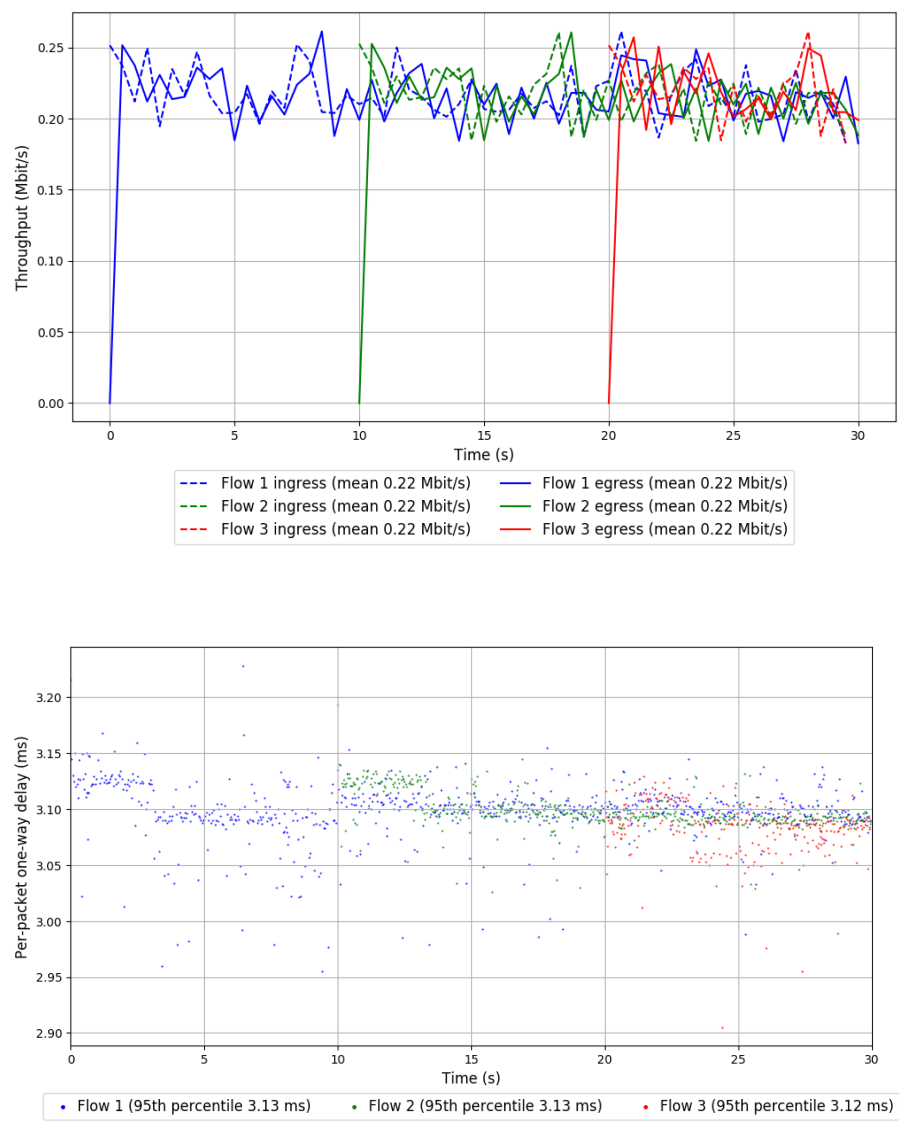 0.25
0.20
0.15
0.10
0.05
0.00
Throughput (Mbit/s)
0 5 10 15 20 25 30
Time (s)
Flow 1 ingress (mean 0.22 Mbit/s) Flow 1 egress (mean 0.22 Mbit/s)
Flow 2 ingress (mean 0.22 Mbit/s) Flow 2 egress (mean 0.22 Mbit/s)
Flow 3 ingress (mean 0.22 Mbit/s) Flow 3 egress (mean 0.22 Mbit/s)
3.20
3.15
3.10
3.05
3.00
2.95
2.90
Per-packet one-way delay (ms)
0 5 10 15 20 25 30
Time (s)
Flow 1 (95th percentile 3.13 ms) Flow 2 (95th percentile 3.13 ms) Flow 3 (95th percentile 3.12 ms)